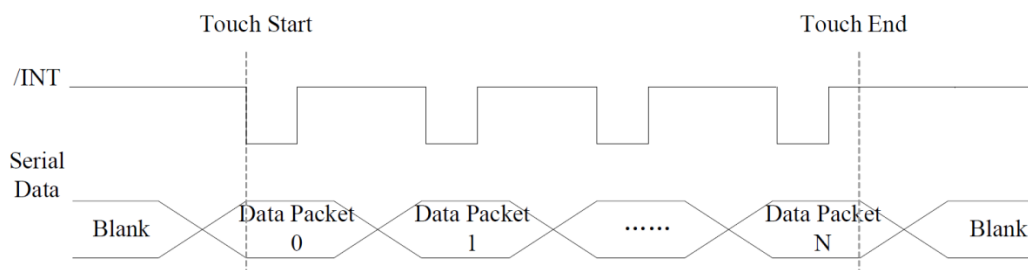 Touch Start
Touch End
/INT
Serial
Data
Blank
Data Packet
0
Data Packet
1
......
Data Packet
N
Blank